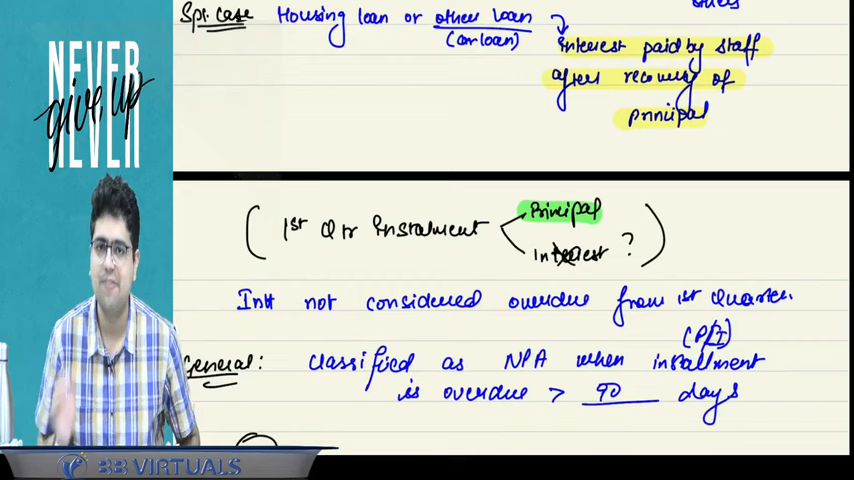 Spl. case Housing loan or other loan
(car loan)
interest paid by staff
after recovery of
principal
NEVER
give up
NEVER
( 1st Qtr Instalment Principal
Interest ? )
Int not considered overdue from 1st Quarter.
(P/I)
General: Classified as NPA when installment
is overdue > 90 days
BB VIRTUALS